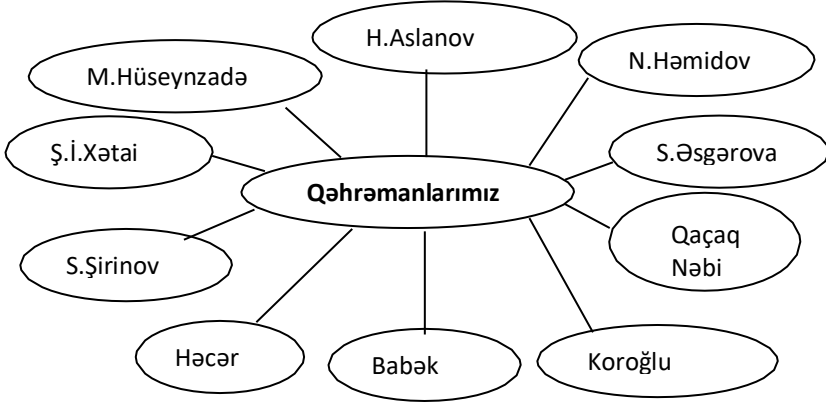 H.Aslanov
M.Hüseynzadə
N.Həmidov
Ş.İ.Xətai
S.Əsgərova
Qəhrəmanlarımız
S.Şirinov
Qaçaq
Nəbi
Həcər
Babək
Koroğlu